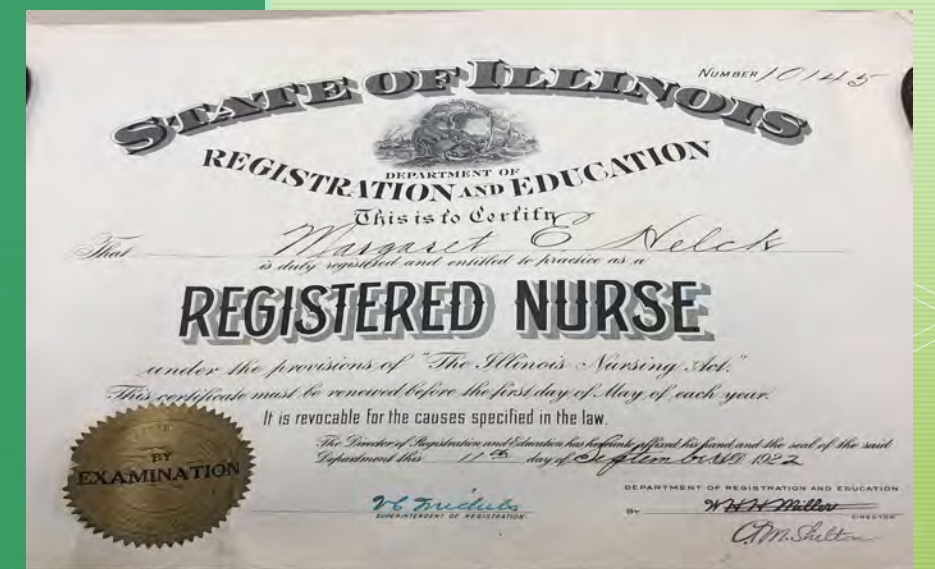 NUMBER 10145
STATE OF ILLINOIS
DEPARTMENT OF
REGISTRATION AND EDUCATION
This is to Certify
That Margaret E Helck
is duly registered and entitled to practice as a
REGISTERED NURSE
under the provisions of "The Illinois Nursing Act."
This certificate must be renewed before the first day of May of each year.
It is revocable for the causes specified in the law.
The Director of Registration and Education has hereunto affixed his hand and the seal of the said
Department this 11th day of September AD 1922
BY
EXAMINATION
DEPARTMENT OF REGISTRATION AND EDUCATION
SUPERINTENDENT OF REGISTRATION
By W H H Miller
DIRECTOR
A.M. Shelton